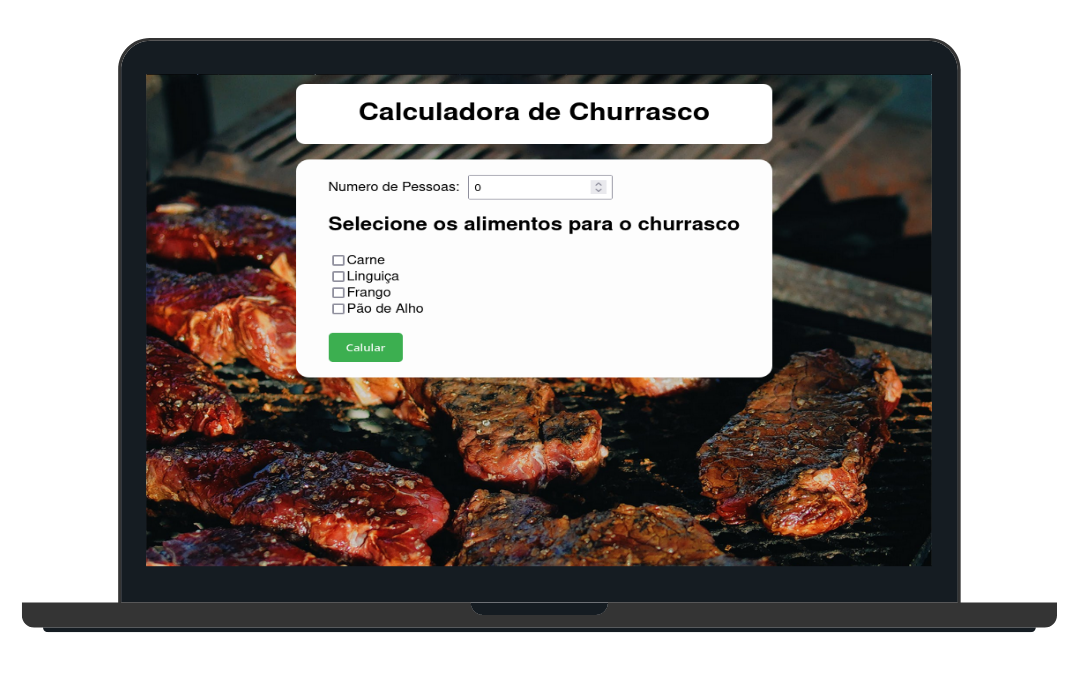 Calculadora de Churrasco
Numero de Pessoas: 0
Selecione os alimentos para o churrasco
Carne
Linguiça
Frango
Pão de Alho
Calular